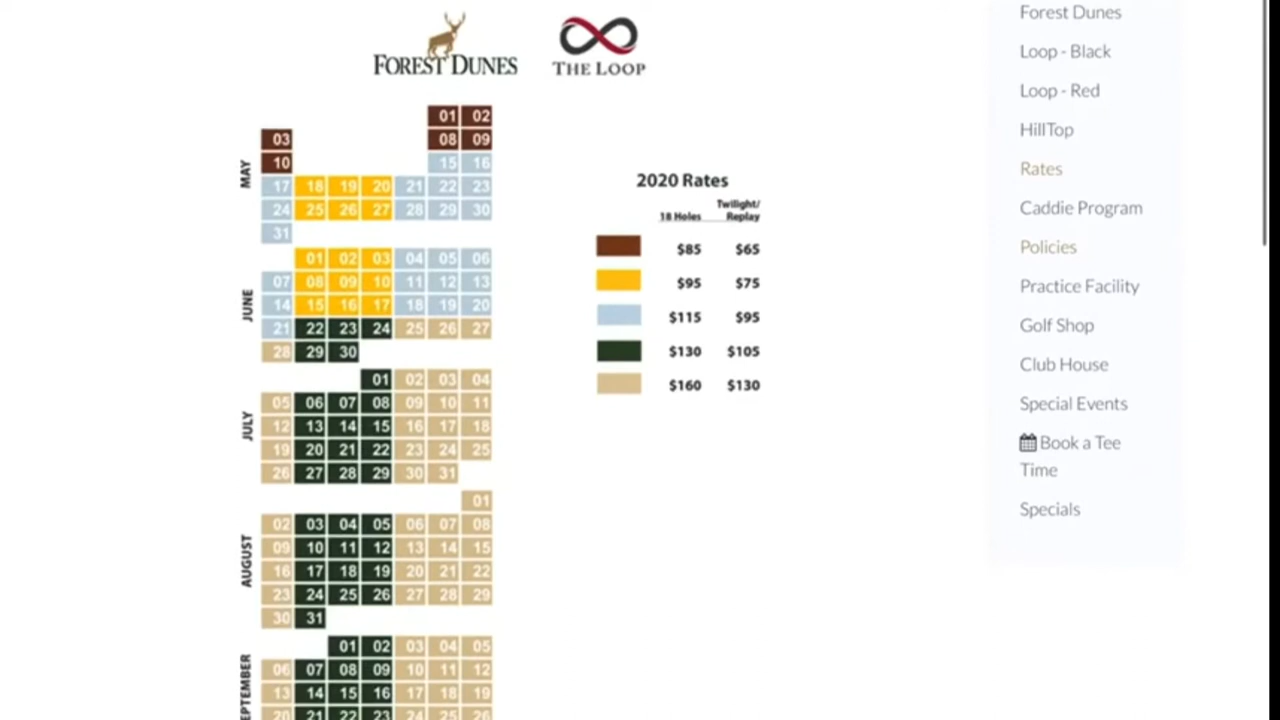 FOREST DUNES
THE LOOP
MAY
01 02
03 08 09
10 15 16
17 18 19 20 21 22 23
24 25 26 27 28 29 30
31
JUNE
01 02 03 04 05 06
07 08 09 10 11 12 13
14 15 16 17 18 19 20
21 22 23 24 25 26 27
28 29 30
JULY
01 02 03 04
05 06 07 08 09 10 11
12 13 14 15 16 17 18
19 20 21 22 23 24 25
26 27 28 29 30 31
AUGUST
01
02 03 04 05 06 07 08
09 10 11 12 13 14 15
16 17 18 19 20 21 22
23 24 25 26 27 28 29
30 31
EPTEMBER
01 02 03 04 05
06 07 08 09 10 11 12
13 14 15 16 17 18 19
20 21 22 23 24 25 26
2020 Rates
18 Holes Twilight/
Replay
$85 $65
$95 $75
$115 $95
$130 $105
$160 $130
Forest Dunes
Loop - Black
Loop - Red
HillTop
Rates
Caddie Program
Policies
Practice Facility
Golf Shop
Club House
Special Events
Book a Tee
Time
Specials